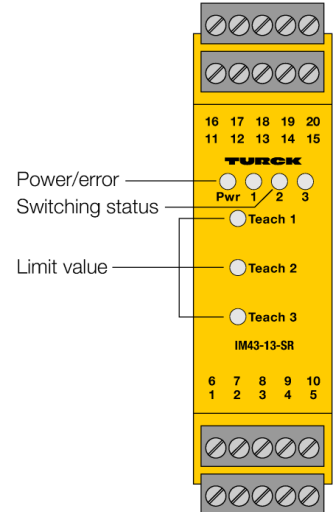 16 17 18 19 20
11 12 13 14 15
TURCK
Power/error
Pwr 1 2 3
Switching status
Teach 1
Limit value
Teach 2
Teach 3
IM43-13-SR
6 7 8 9 10
1 2 3 4 5